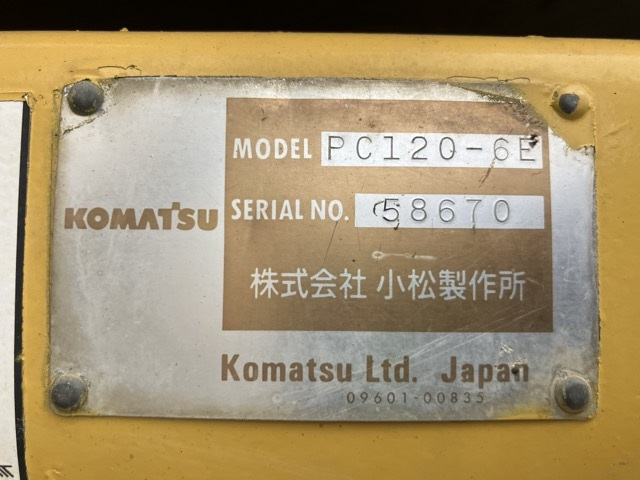 MODEL PC120-6E
KOMATSU
SERIAL NO. 58670
株式会社 小松製作所
Komatsu Ltd. Japan
09601-00835